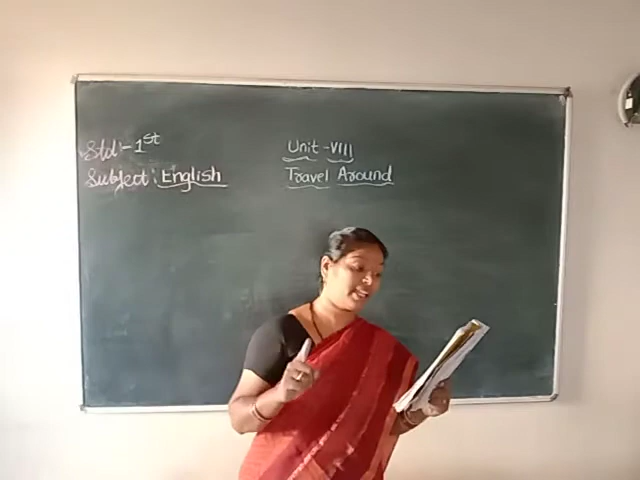 Std:- 1st
Subject: English
Unit - VIII
Travel Around